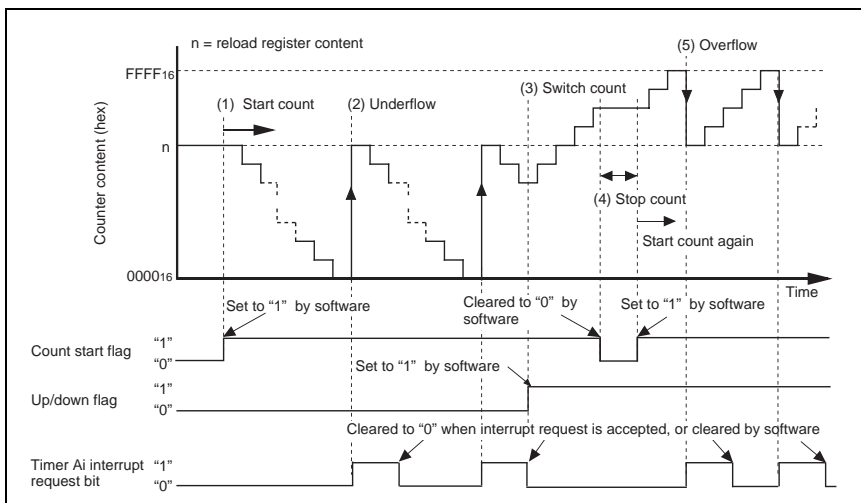 n = reload register content
FFFF16
(5) Overflow
(1) Start count
(2) Underflow
(3) Switch count
Counter content (hex)
n
(4) Stop count
Start count again
000016
Time
Set to “1” by software
Cleared to “0” by
software
Set to “1” by software
Count start flag
“1”
“0”
Set to “1” by software
Up/down flag
“1”
“0”
Cleared to “0” when interrupt request is accepted, or cleared by software
Timer Ai interrupt
request bit
“1”
“0”